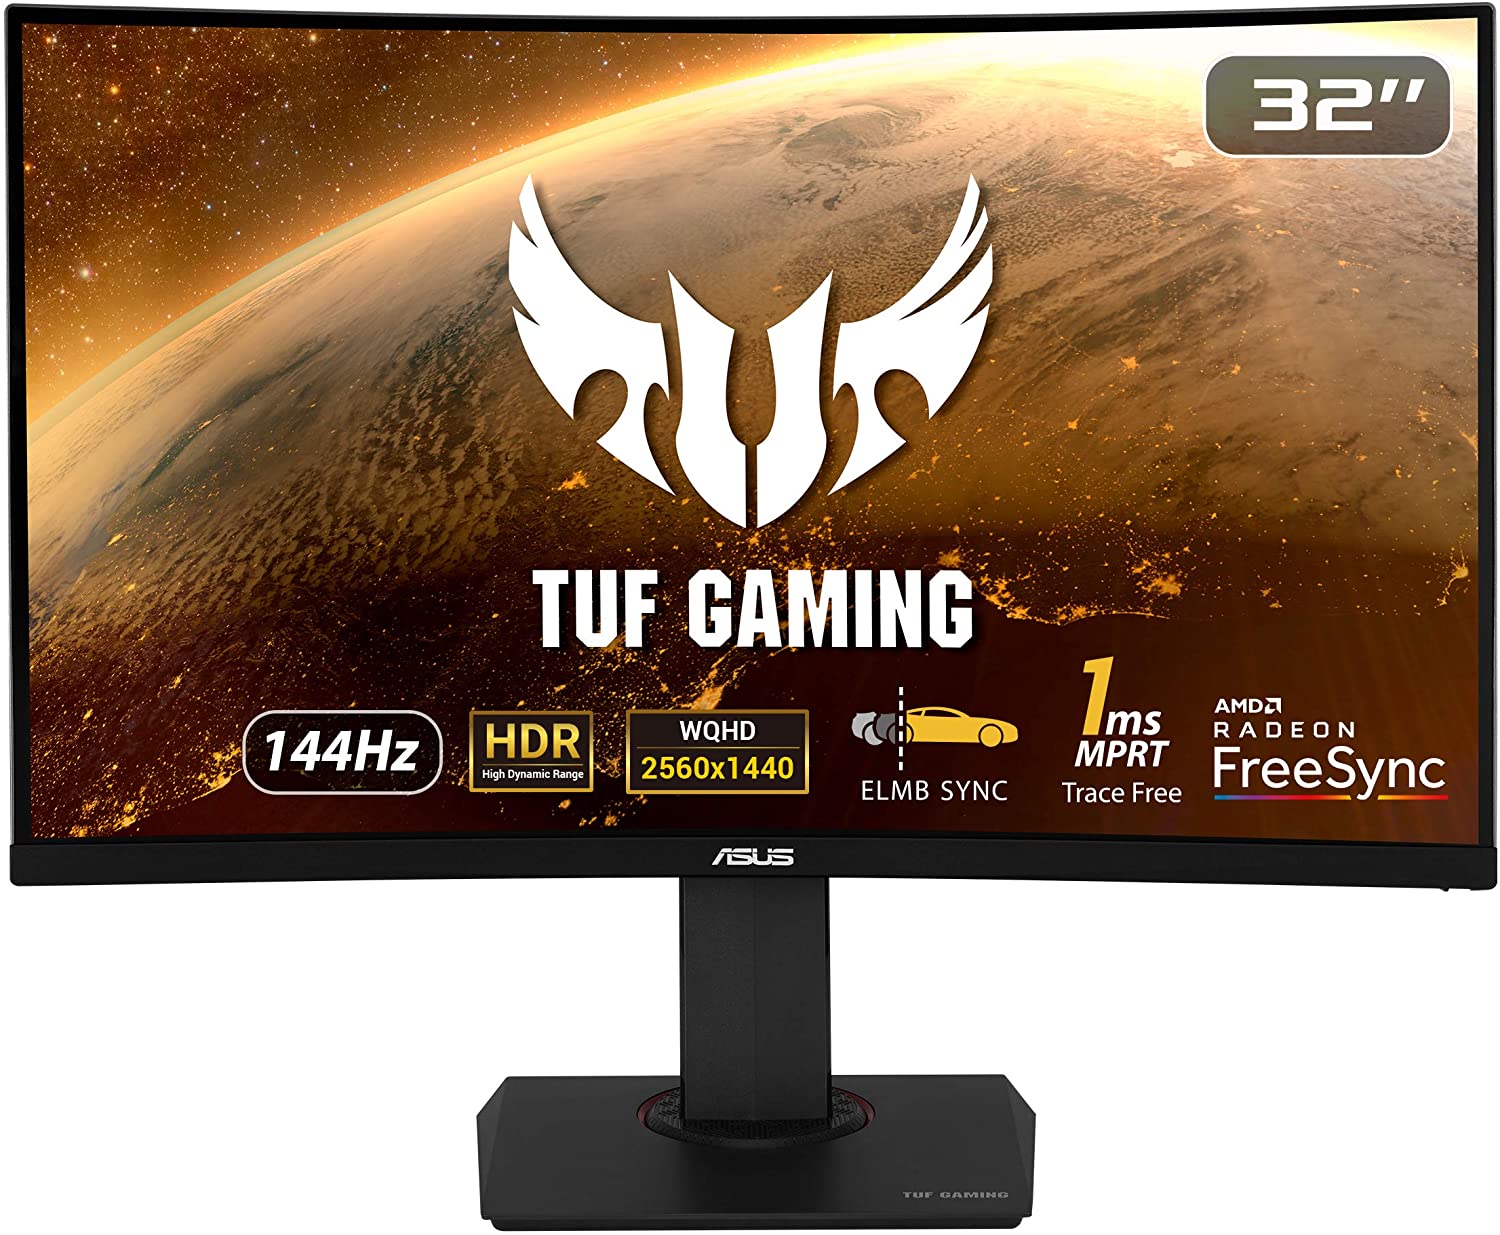 32"
TUF GAMING
144Hz
HDR
High Dynamic Range
WQHD
2560x1440
ELMB SYNC
1ms
MPRT
Trace Free
AMD
RADEON
FreeSync
ASUS
TUF GAMING